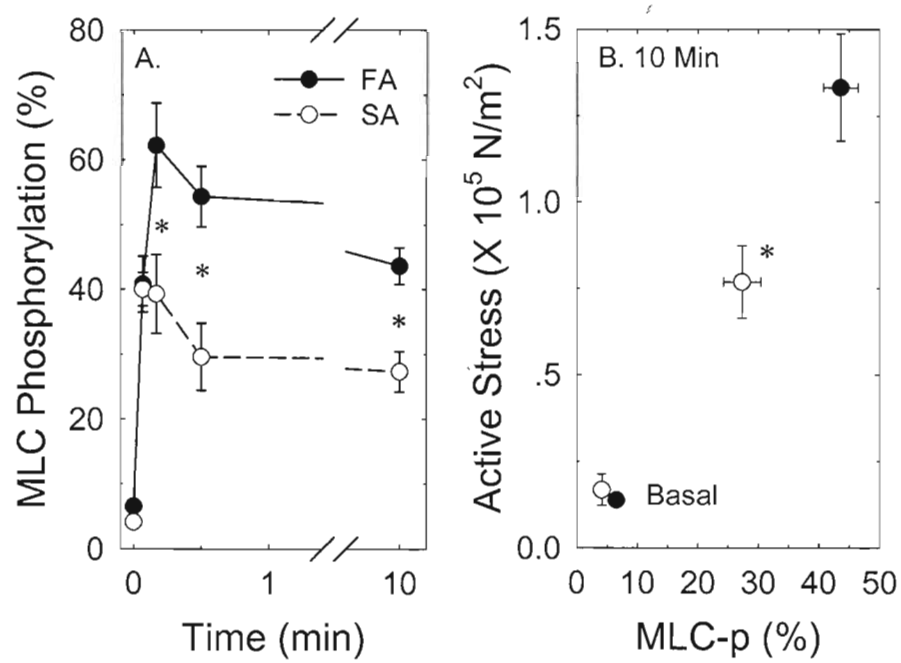 A.
FA
SA
80
60
40
20
0
MLC Phosphorylation (%)
0 1 10
Time (min)
*
*
*
B. 10 Min
1.5
1.0
.5
0.0
Active Stress (X 10⁵ N/m²)
*
Basal
0 10 20 30 40 50
MLC-p (%)